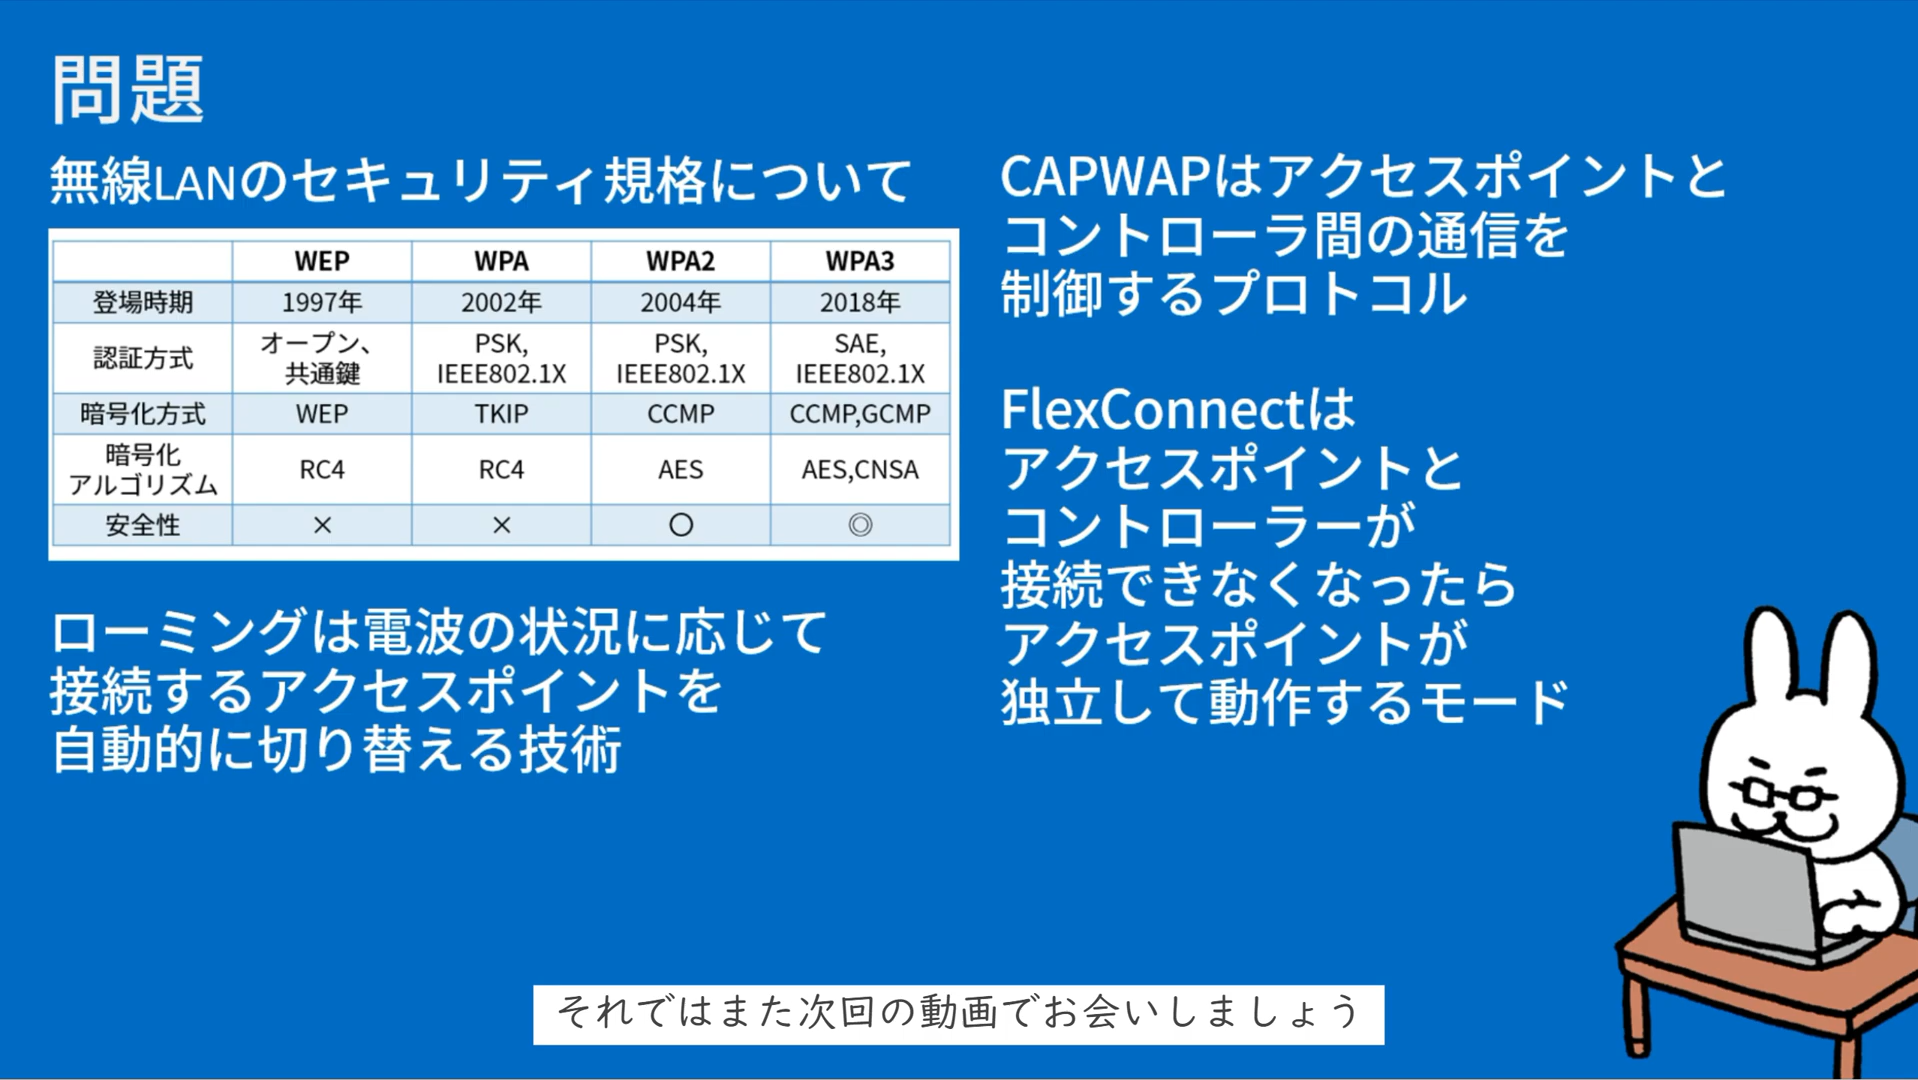 問題
無線LANのセキュリティ規格について
WEP WPA WPA2 WPA3
登場時期 1997年 2002年 2004年 2018年
認証方式 オープン、共通鍵 PSK, IEEE802.1X PSK, IEEE802.1X SAE, IEEE802.1X
暗号化方式 WEP TKIP CCMP CCMP,GCMP
暗号化アルゴリズム RC4 RC4 AES AES,CNSA
安全性 × × 〇 ◎
ローミングは電波の状況に応じて
接続するアクセスポイントを
自動的に切り替える技術
CAPWAPはアクセスポイントと
コントローラ間の通信を
制御するプロトコル
FlexConnectは
アクセスポイントと
コントローラーが
接続できなくなったら
アクセスポイントが
独立して動作するモード
それではまた次回の動画でお会いしましょう